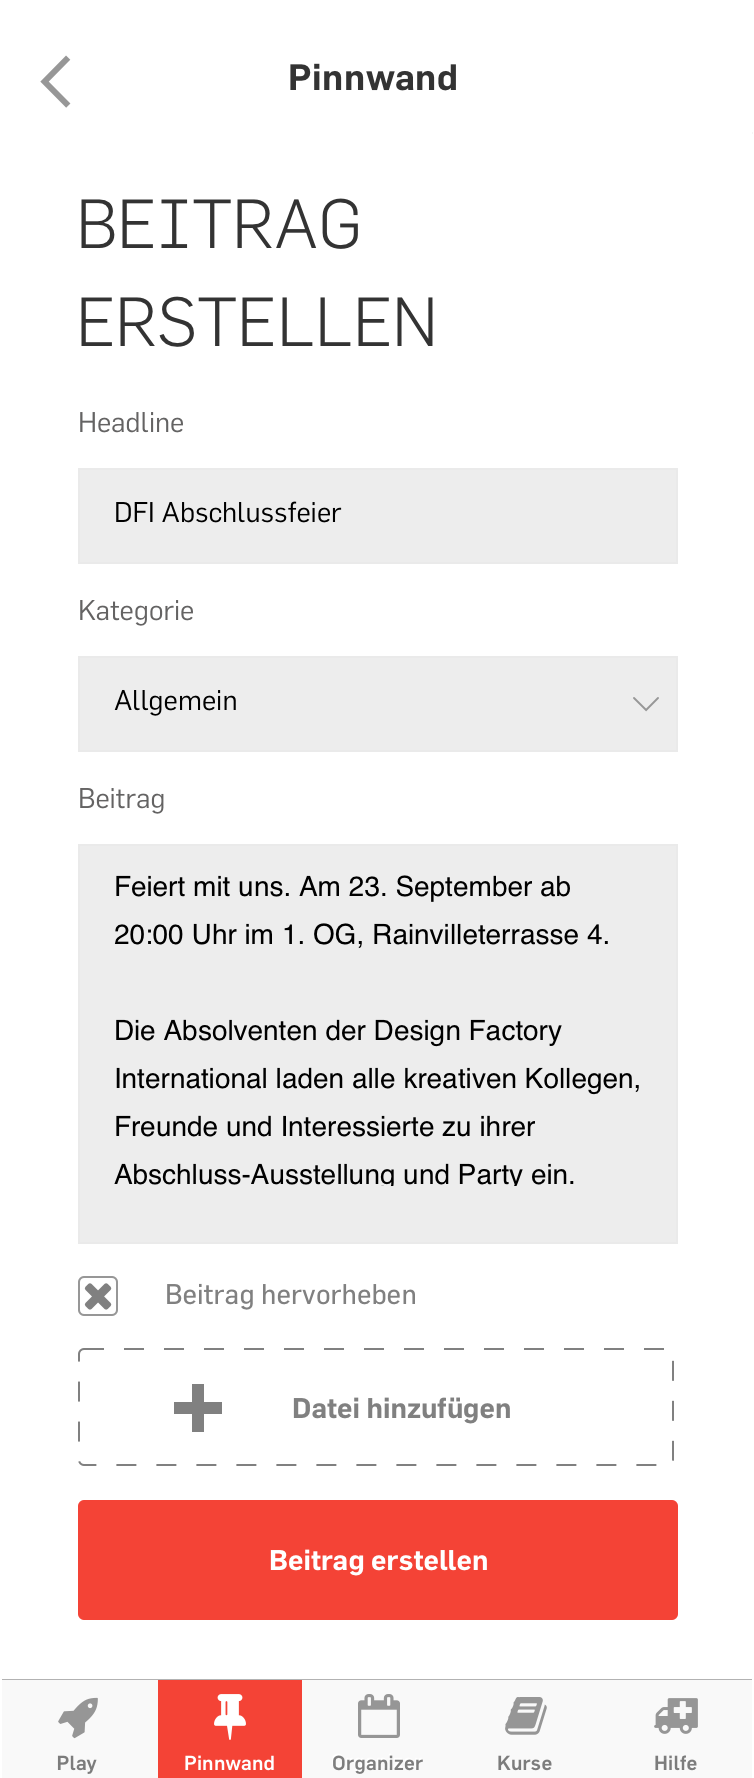 Pinnwand
BEITRAG
ERSTELLEN
Headline
DFI Abschlussfeier
Kategorie
Allgemein
Beitrag
Feiert mit uns. Am 23. September ab
20:00 Uhr im 1. OG, Rainvilleterrasse 4.
Die Absolventen der Design Factory
International laden alle kreativen Kollegen,
Freunde und Interessierte zu ihrer
Abschluss-Ausstellung und Party ein.
Beitrag hervorheben
Datei hinzufügen
Beitrag erstellen
Play
Pinnwand
Organizer
Kurse
Hilfe